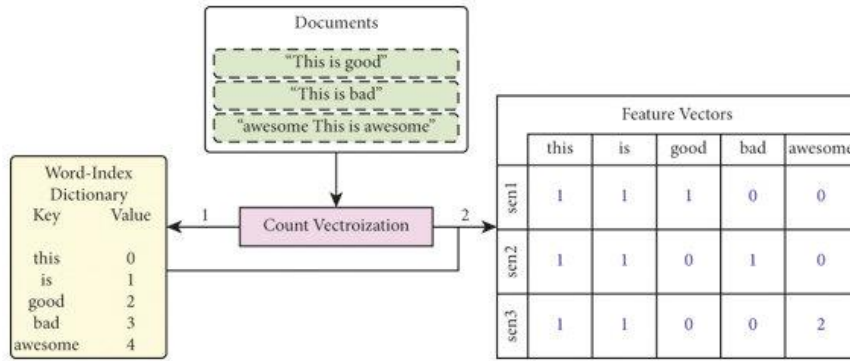 Documents
“This is good”
“This is bad”
“awesome This is awesome”
Word-Index
Dictionary
Key Value
this 0
is 1
good 2
bad 3
awesome 4
1
Count Vectroization
2
Feature Vectors
this is good bad awesome
sen1 1 1 1 0 0
sen2 1 1 0 1 0
sen3 1 1 0 0 2